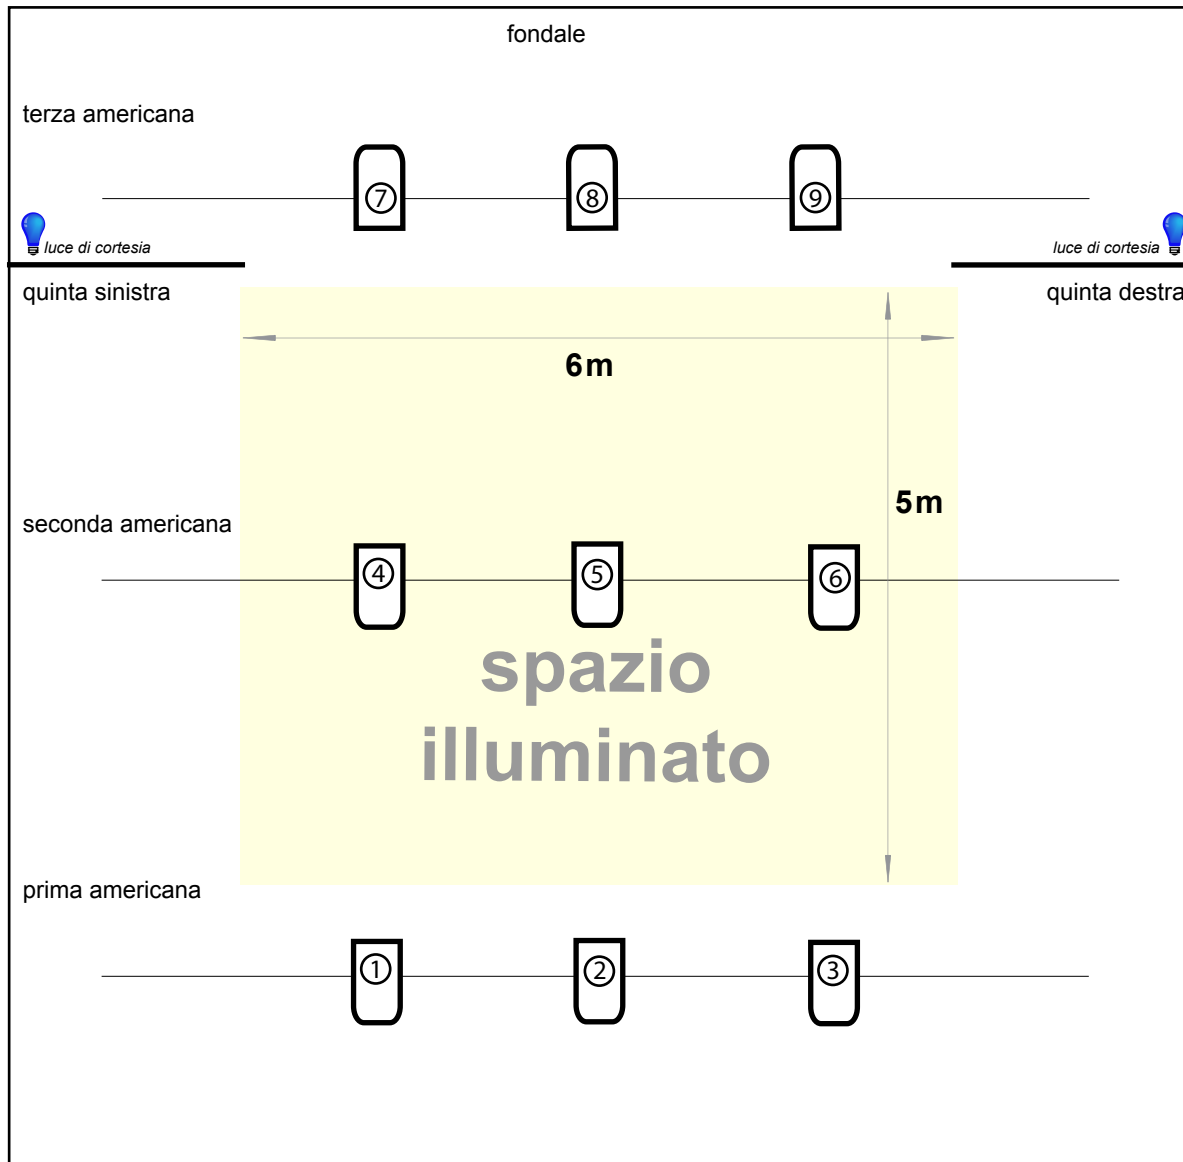 fondale
terza americana
7 8 9
luce di cortesia luce di cortesia
quinta sinistra quinta destra
6m
5m
seconda americana
4 5 6
spazio
illuminato
prima americana
1 2 3